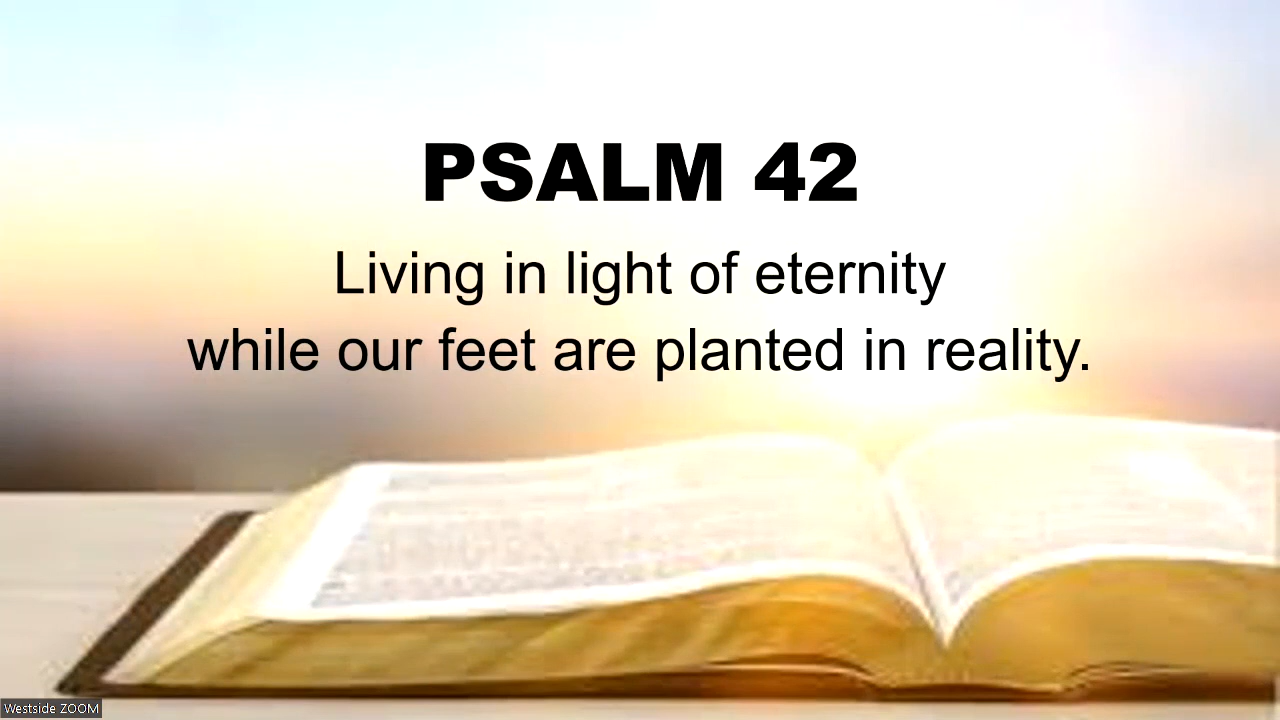 PSALM 42
Living in light of eternity
while our feet are planted in reality.
Westside ZOOM